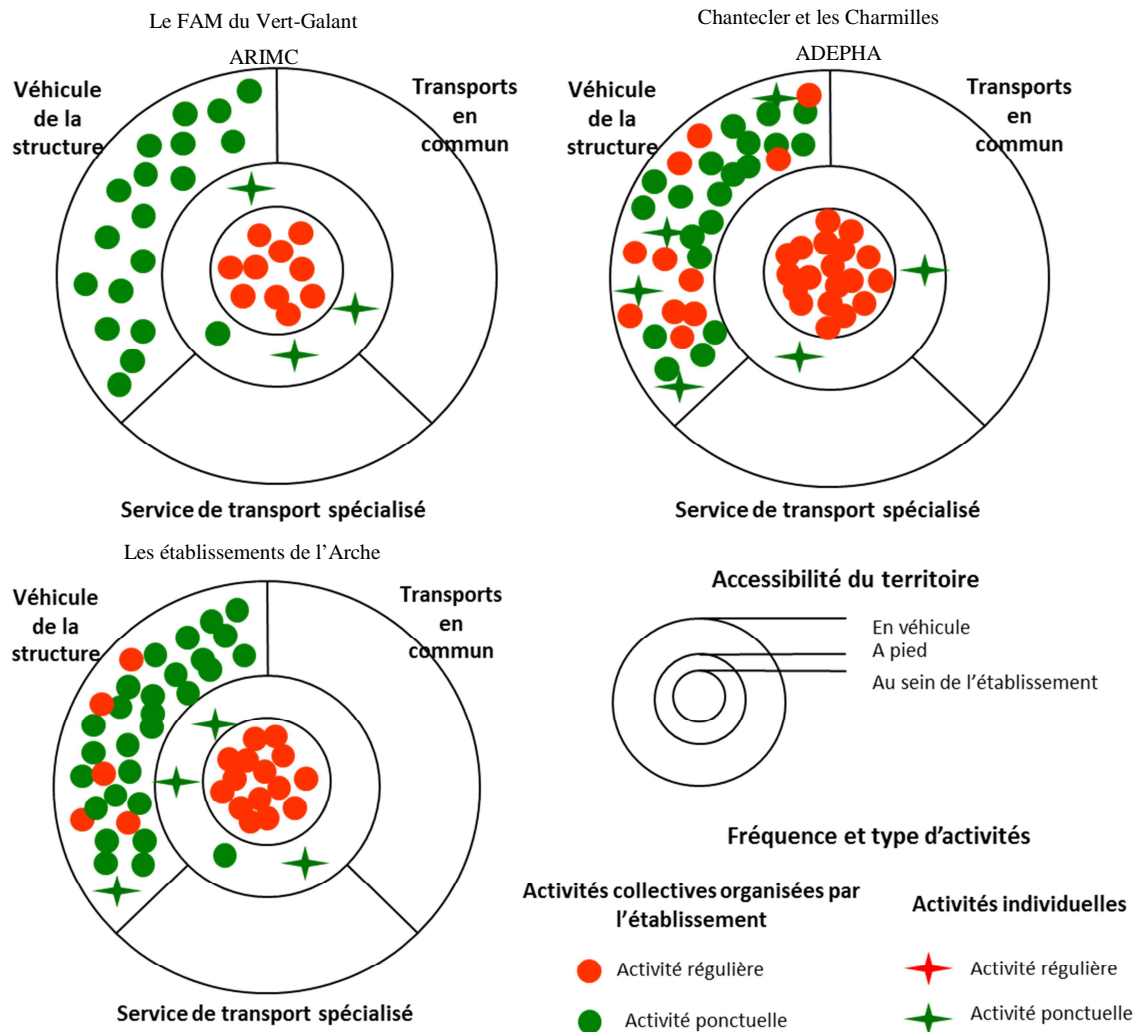 Le FAM du Vert-Galant
ARIMC
Véhicule
de la
structure
Transports
en
commun
Service de transport spécialisé
Chantecler et les Charmilles
ADEPHA
Véhicule
de la
structure
Transports
en
commun
Service de transport spécialisé
Les établissements de l’Arche
Véhicule
de la
structure
Transports
en
commun
Service de transport spécialisé
Accessibilité du territoire
En véhicule
A pied
Au sein de l’établissement
Fréquence et type d’activités
Activités collectives organisées par
l’établissement
Activité régulière
Activité ponctuelle
Activités individuelles
Activité régulière
Activité ponctuelle